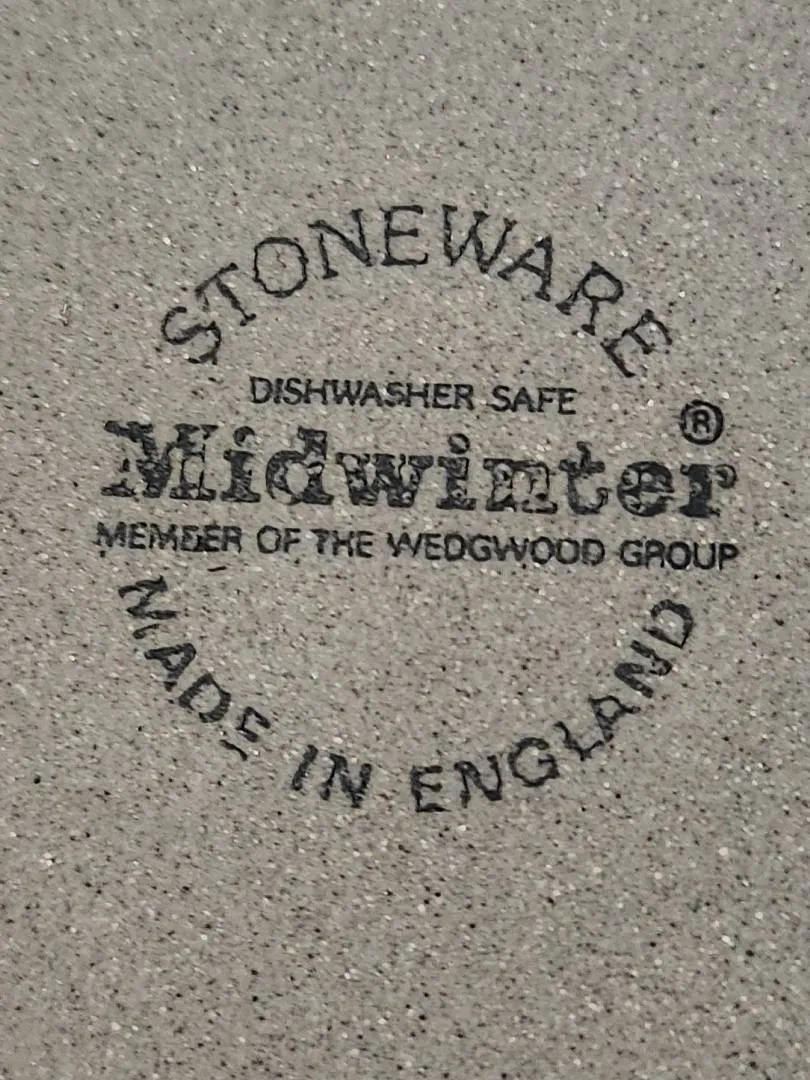 STONEWARE
DISHWASHER SAFE
Midwinter®
MEMBER OF THE WEDGWOOD GROUP
MADE IN ENGLAND